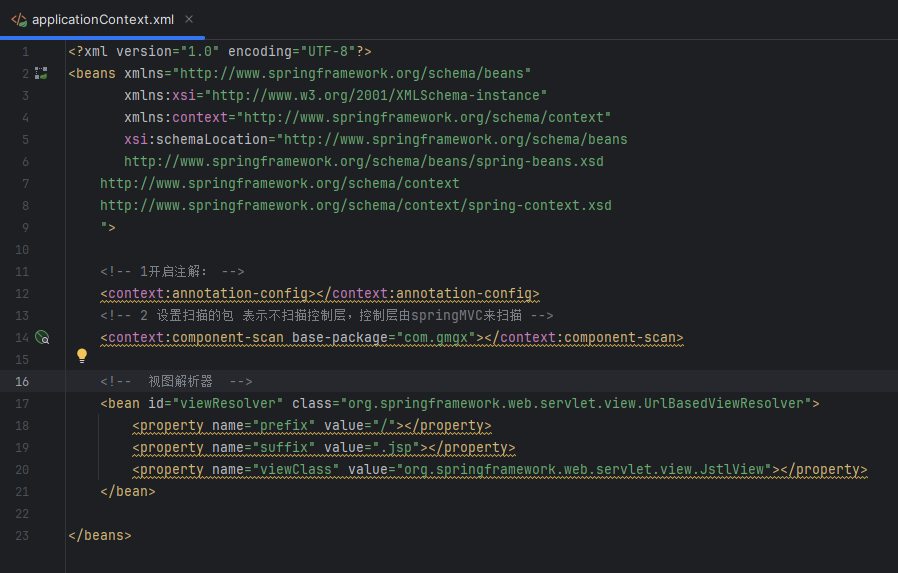 applicationContext.xml
1 <?xml version="1.0" encoding="UTF-8"?>
2 <beans xmlns="http://www.springframework.org/schema/beans"
3 xmlns:xsi="http://www.w3.org/2001/XMLSchema-instance"
4 xmlns:context="http://www.springframework.org/schema/context"
5 xsi:schemaLocation="http://www.springframework.org/schema/beans
6 http://www.springframework.org/schema/beans/spring-beans.xsd
7 http://www.springframework.org/schema/context
8 http://www.springframework.org/schema/context/spring-context.xsd
9 ">
10
11 <!-- 1开启注解: -->
12 <context:annotation-config></context:annotation-config>
13 <!-- 2 设置扫描的包 表示不扫描控制层,控制层由springMVC来扫描 -->
14 <context:component-scan base-package="com.gmgx"></context:component-scan>
15
16 <!-- 视图解析器 -->
17 <bean id="viewResolver" class="org.springframework.web.servlet.view.UrlBasedViewResolver">
18 <property name="prefix" value="/"></property>
19 <property name="suffix" value=".jsp"></property>
20 <property name="viewClass" value="org.springframework.web.servlet.view.JstlView"></property>
21 </bean>
22
23 </beans>